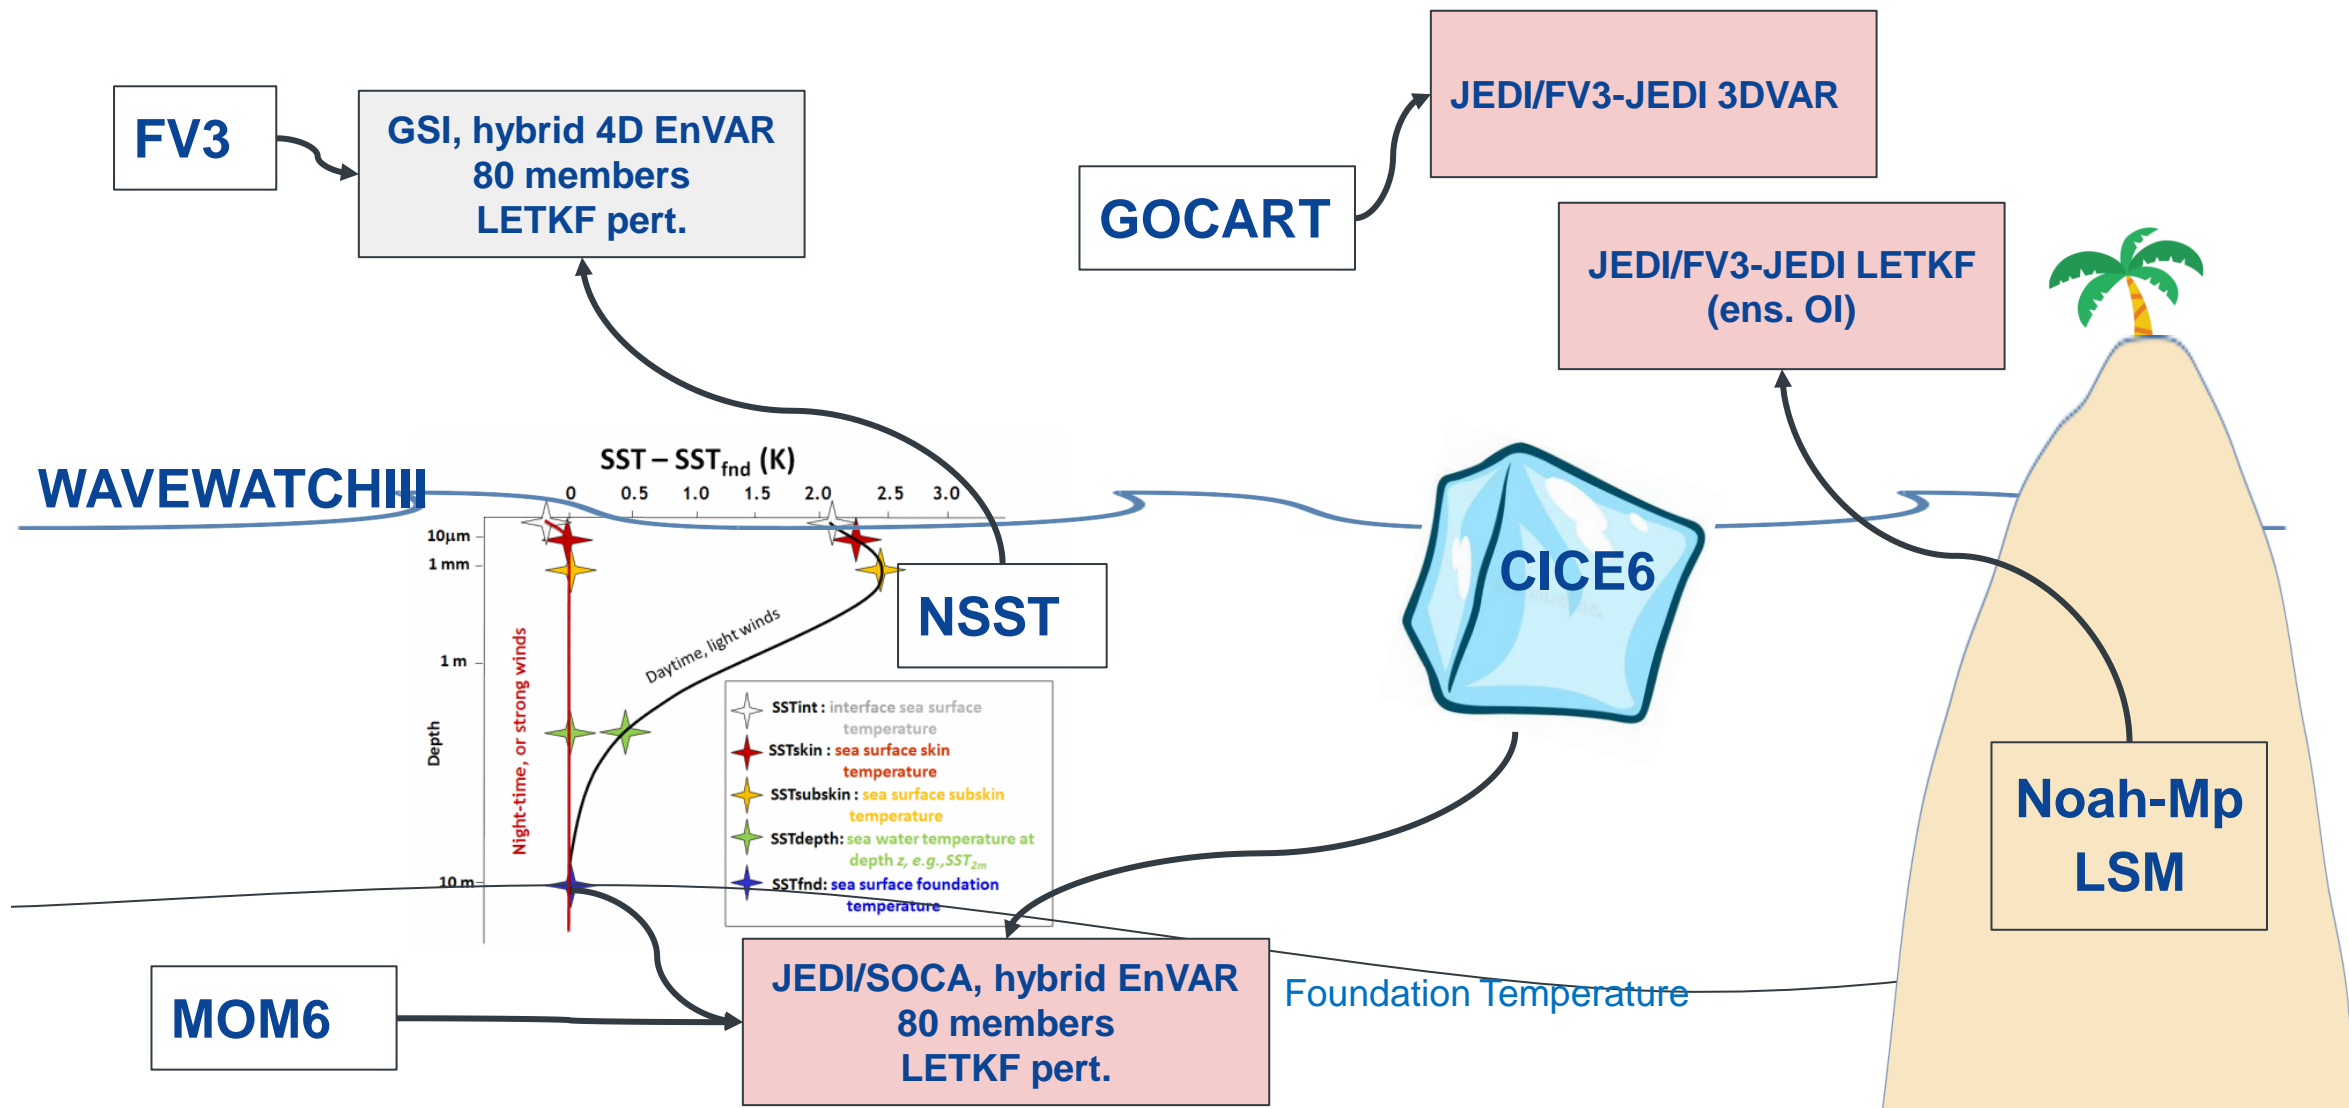 FV3
GSI, hybrid 4D EnVAR
80 members
LETKF pert.
JEDI/FV3-JEDI 3DVAR
GOCART
JEDI/FV3-JEDI LETKF
(ens. OI)
WAVEWATCHIII
SST – SSTfnd (K)
0 0.5 1.0 1.5 2.0 2.5 3.0
10µm
1 mm
1 m
10 m
Depth
Night-time, or strong winds
Daytime, light winds
NSST
SSTint : interface sea surface
temperature
SSTskin : sea surface skin
temperature
SSTsubskin : sea surface subskin
temperature
SSTdepth: sea water temperature at
depth z, e.g.,SST2m
SSTfnd: sea surface foundation
temperature
CICE6
Noah-Mp
LSM
MOM6
JEDI/SOCA, hybrid EnVAR
80 members
LETKF pert.
Foundation Temperature